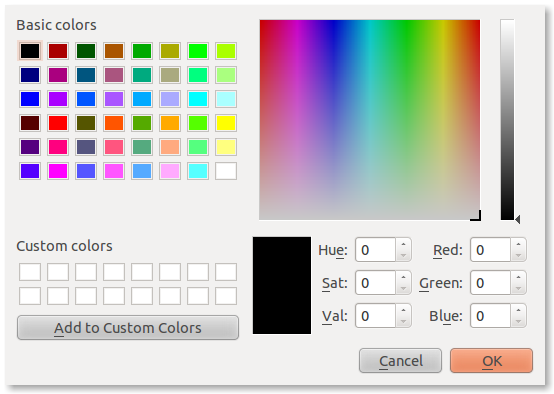 Basic colors
Custom colors
Add to Custom Colors
Hue: 0 Red: 0
Sat: 0 Green: 0
Val: 0 Blue: 0
Cancel OK